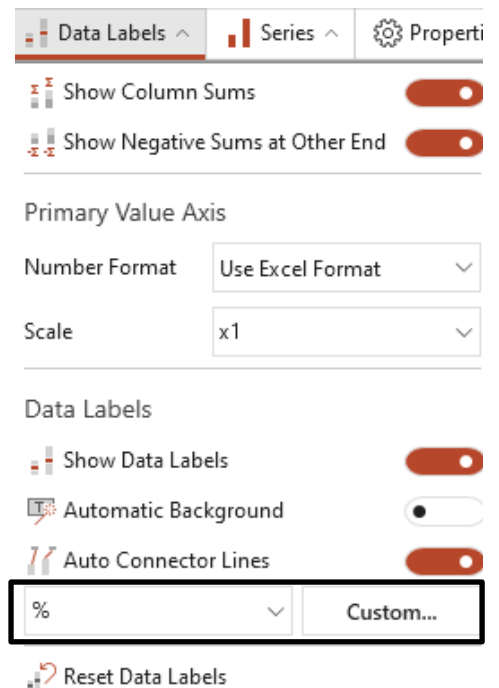 Data Labels Series Properti
Show Column Sums
Show Negative Sums at Other End
Primary Value Axis
Number Format Use Excel Format
Scale x1
Data Labels
Show Data Labels
Automatic Background
Auto Connector Lines
% Custom...
Reset Data Labels